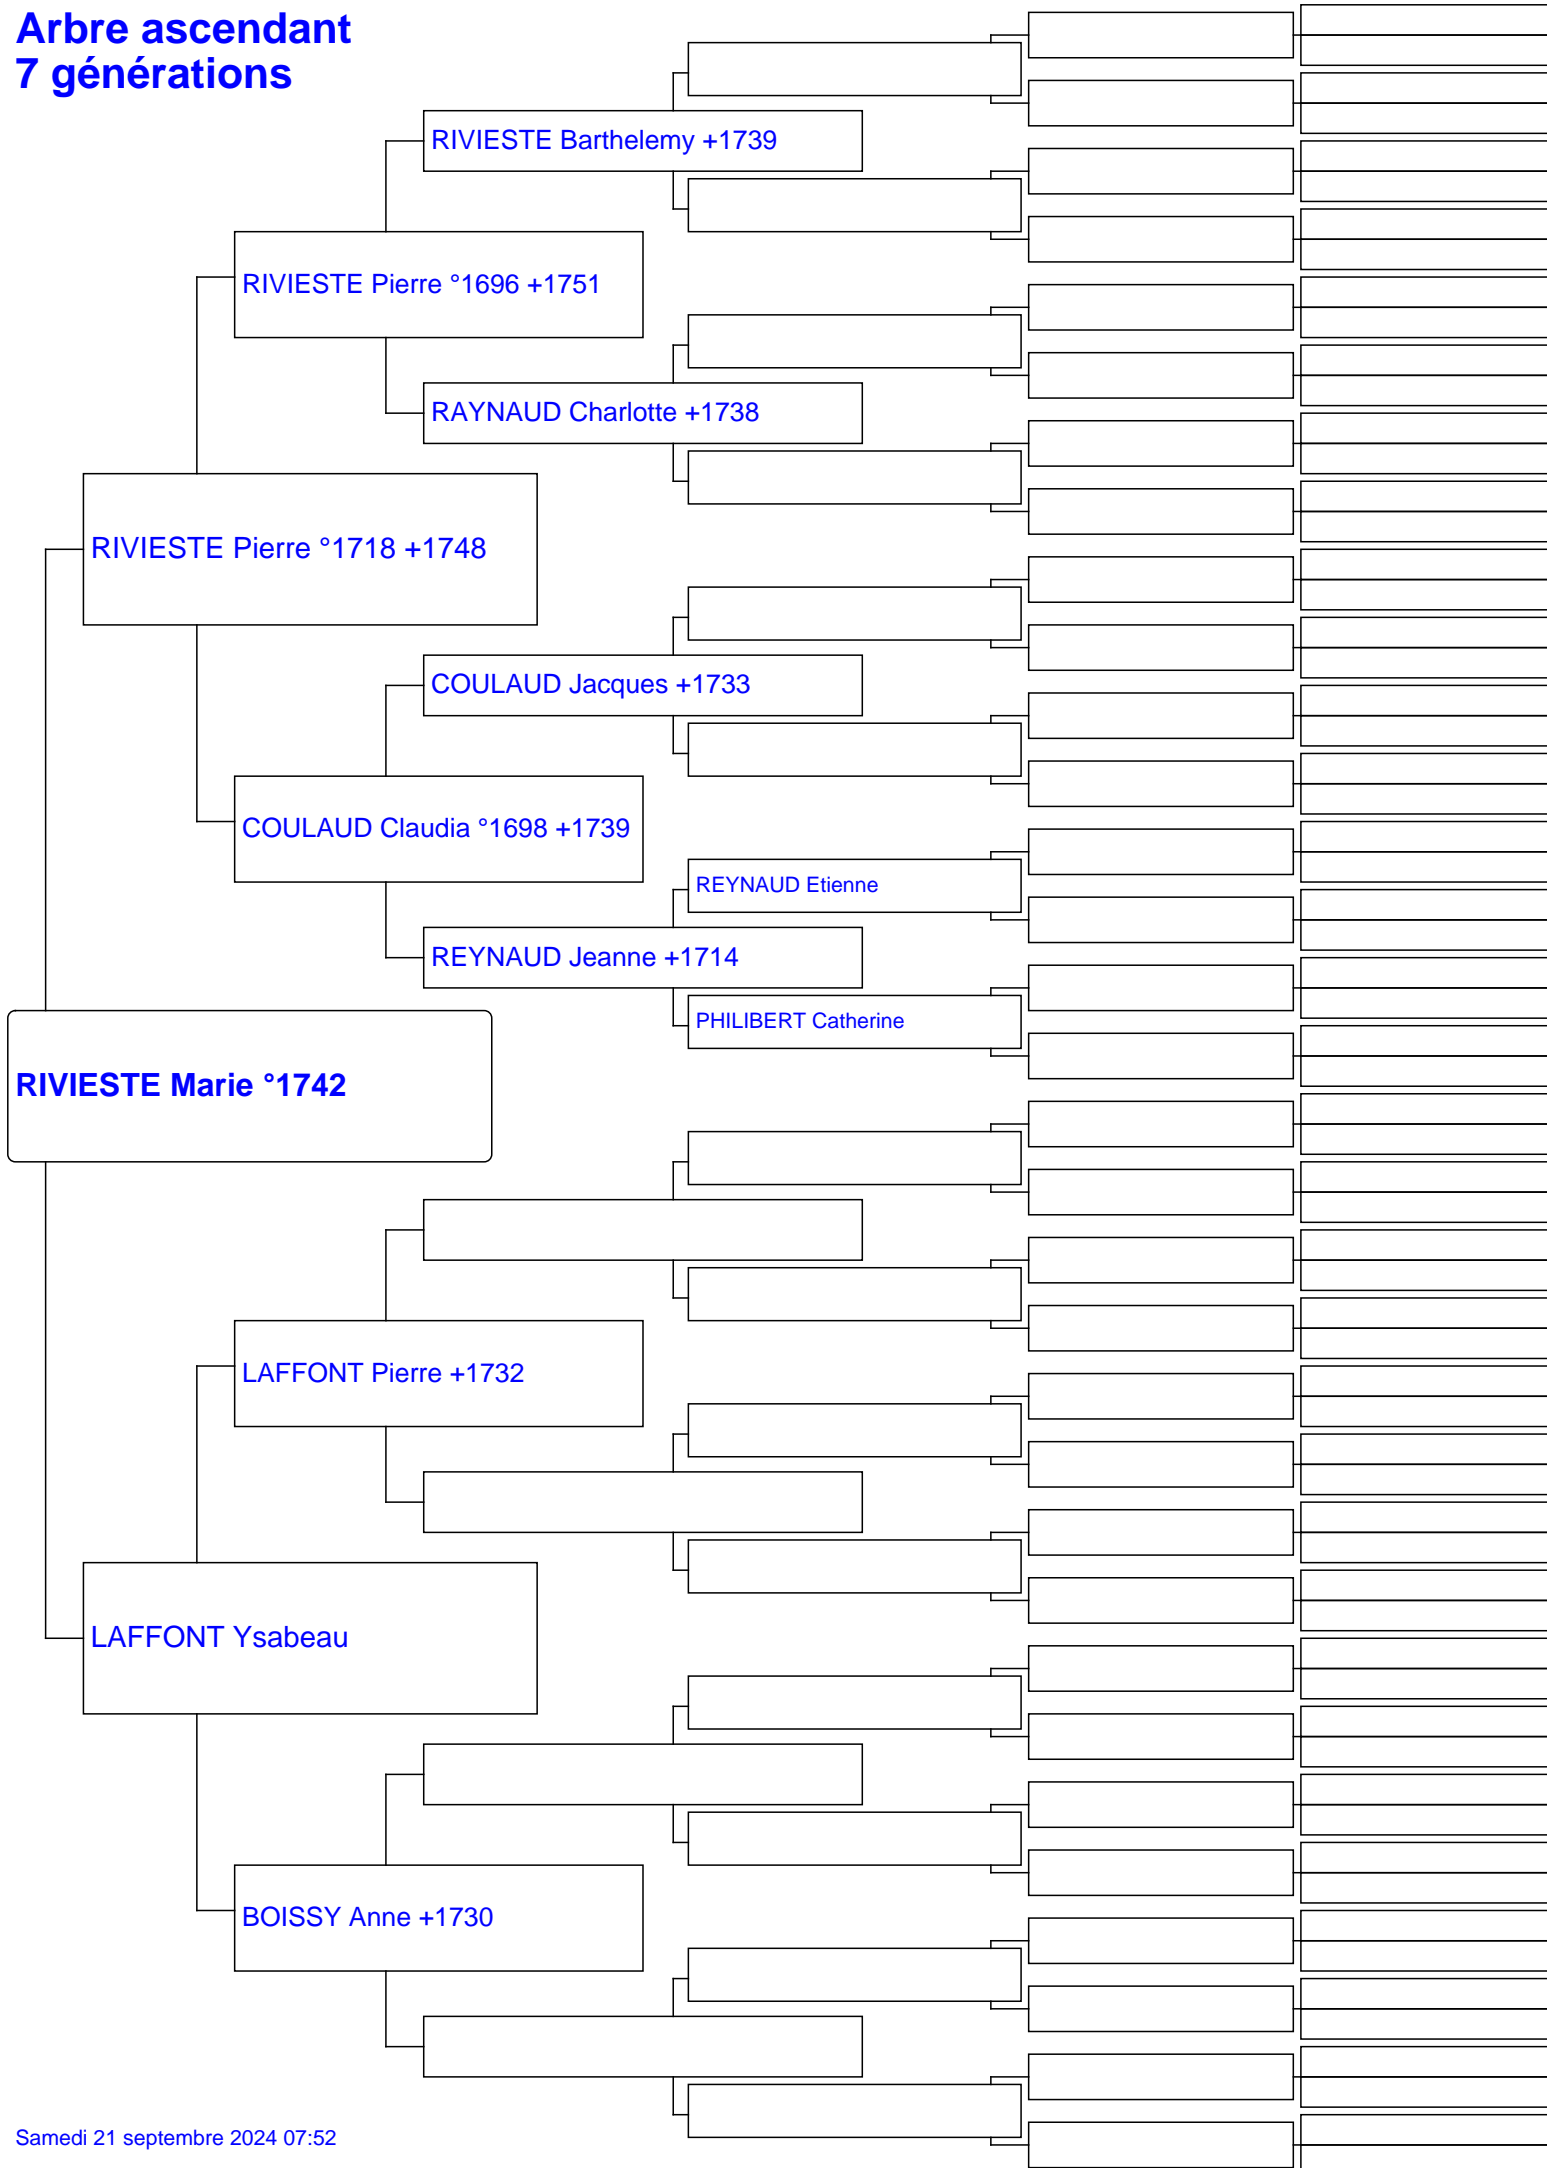 Arbre ascendant
7 générations
RIVIESTE Barthelemy +1739
RIVIESTE Pierre °1696 +1751
RAYNAUD Charlotte +1738
RIVIESTE Pierre °1718 +1748
COULAUD Jacques +1733
COULAUD Claudia °1698 +1739
REYNAUD Etienne
REYNAUD Jeanne +1714
PHILIBERT Catherine
RIVIESTE Marie °1742
LAFFONT Pierre +1732
LAFFONT Ysabeau
BOISSY Anne +1730
Samedi 21 septembre 2024 07:52